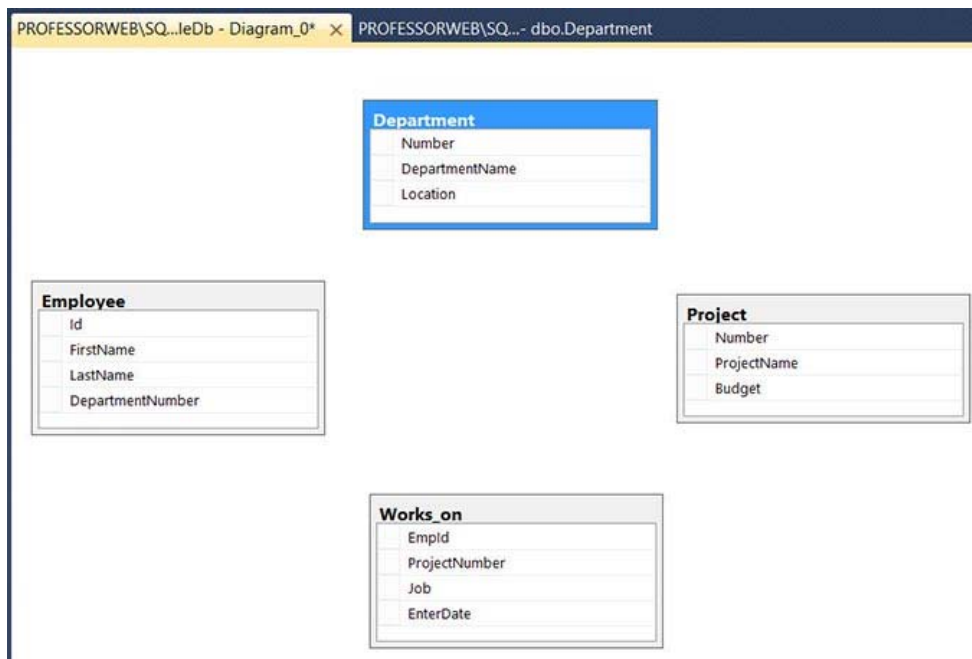 PROFESSORWEB\SQ...leDb - Diagram_0* PROFESSORWEB\SQ...- dbo.Department
Department
Number
DepartmentName
Location
Employee
Id
FirstName
LastName
DepartmentNumber
Project
Number
ProjectName
Budget
Works_on
EmpId
ProjectNumber
Job
EnterDate